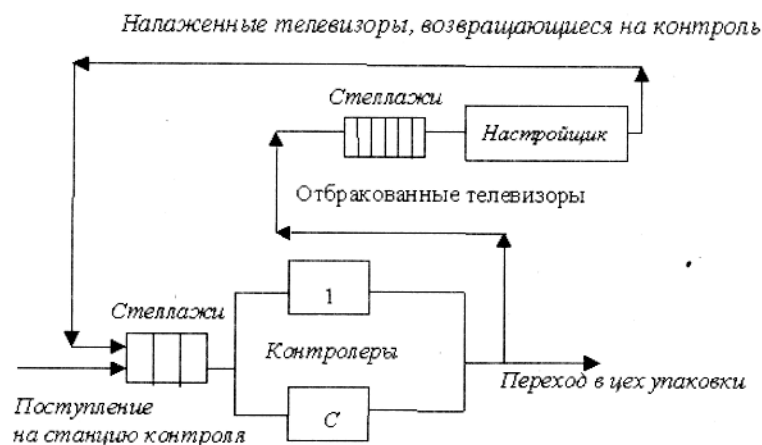 Налаженные телевизоры, возвращающиеся на контроль
Стеллажи
Настройщик
Отбракованные телевизоры
Стеллажи
1
Контролеры
С
Переход в цех упаковки
Поступление
на станцию контроля